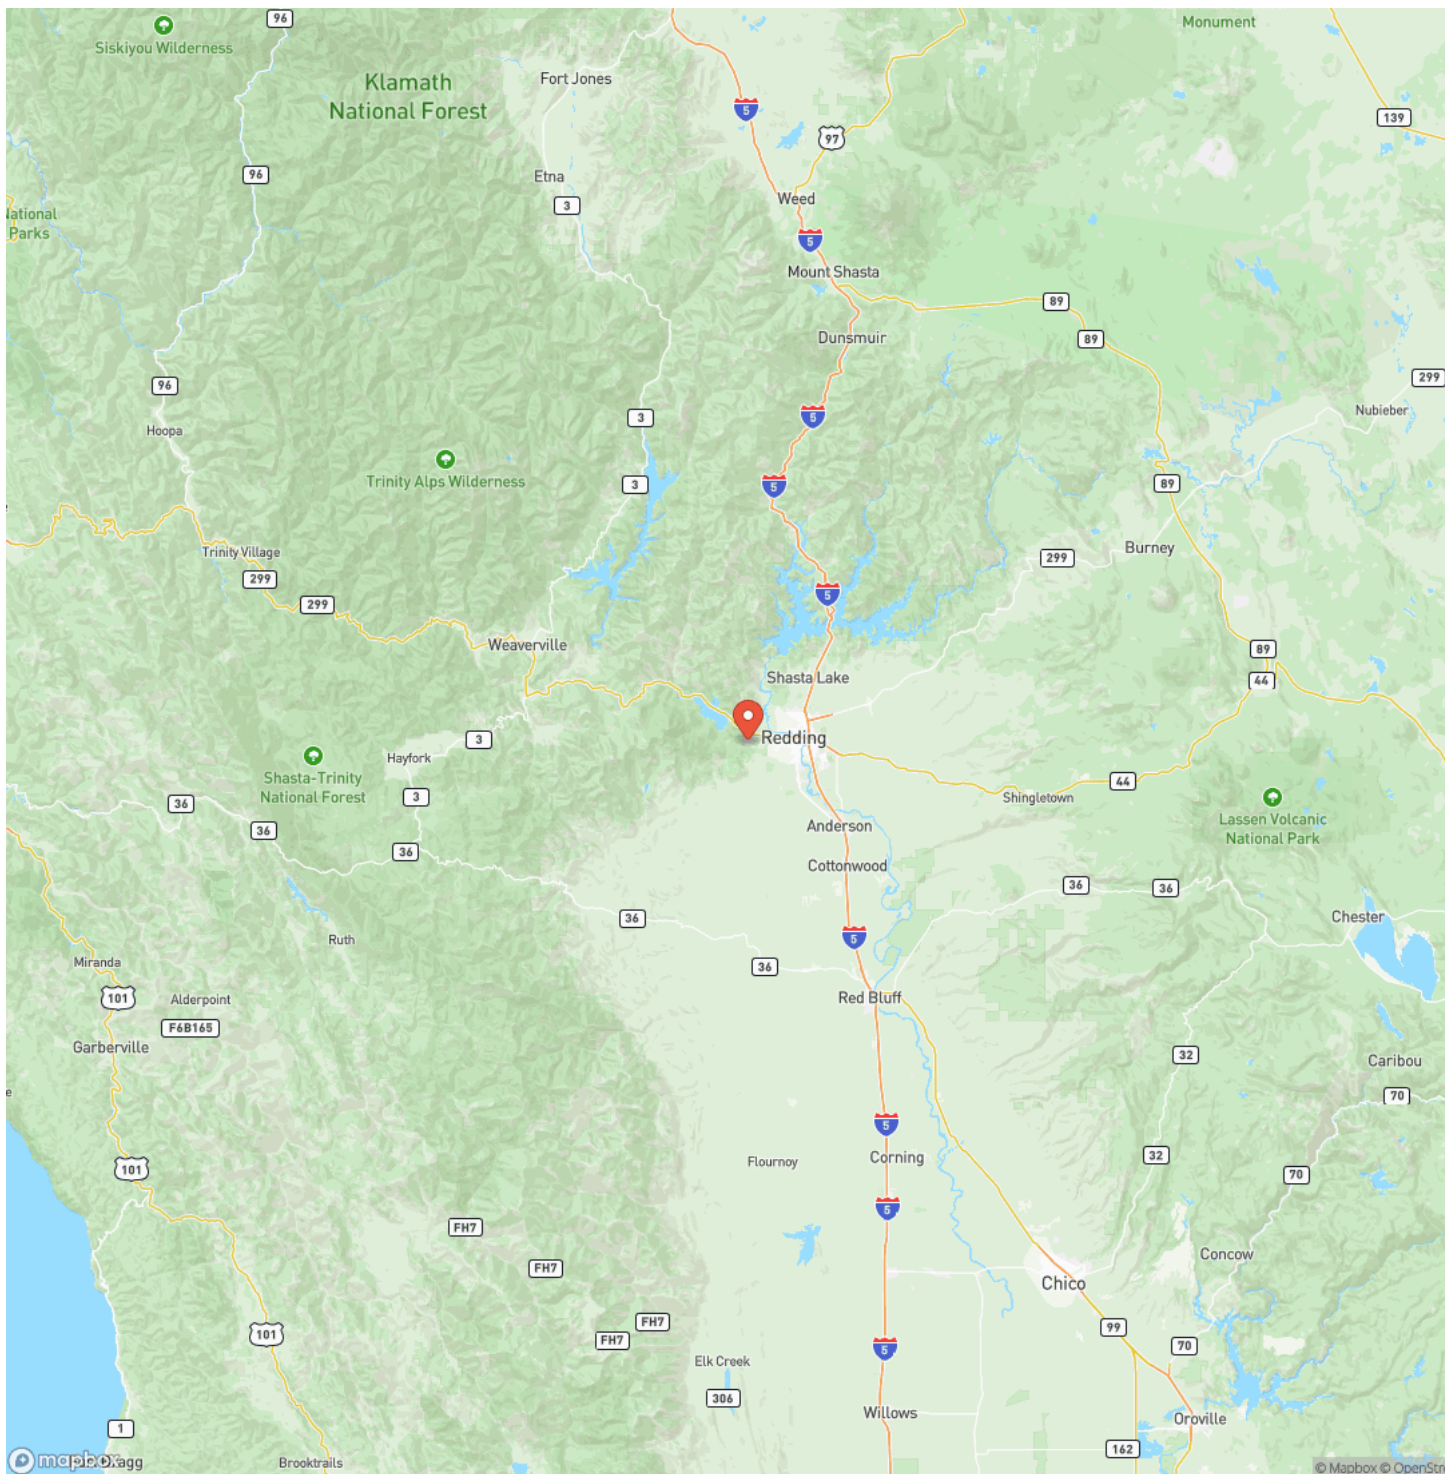 96
Siskiyou Wilderness
Monument
Klamath
National Forest
Fort Jones
5
97
139
96
Etna
3
Weed
National
Parks
5
Mount Shasta
89
Dunsmuir
89
96
299
3
5
Nubieber
Hoopa
Trinity Alps Wilderness
3
5
89
Trinity Village
299
Burney
299
5
299
Weaverville
89
Shasta Lake
44
3
Redding
Hayfork
Shasta-Trinity
National Forest
3
44
Shingletown
36
Lassen Volcanic
National Park
36
Anderson
36
Cottonwood
36
36
36
Chester
5
Ruth
Miranda
36
101
Alderpoint
Red Bluff
F6B165
Garberville
32
Caribou
70
5
101
Flournoy
Corning
32
70
5
FH7
Concow
FH7
Chico
FH7
101
FH7
99
5
70
Elk Creek
306
Willows
Oroville
1
162
mapbox
Brooktrails
© Mapbox © OpenStre